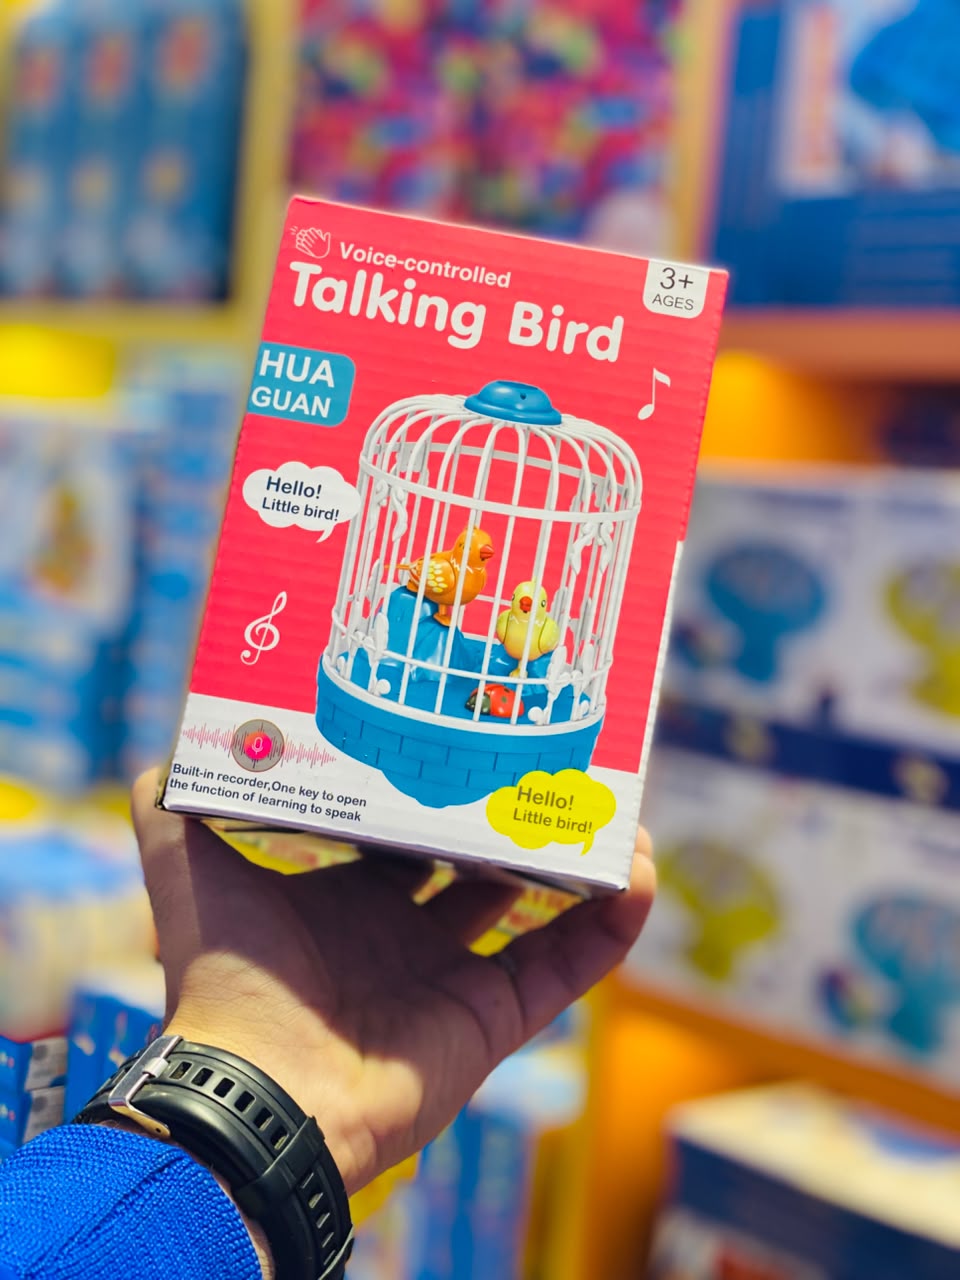 Voice-controlled
Talking Bird
3+
AGES
HUA
GUAN
Hello!
Little bird!
Built-in recorder,One key to open
the function of learning to speak
Hello!
Little bird!